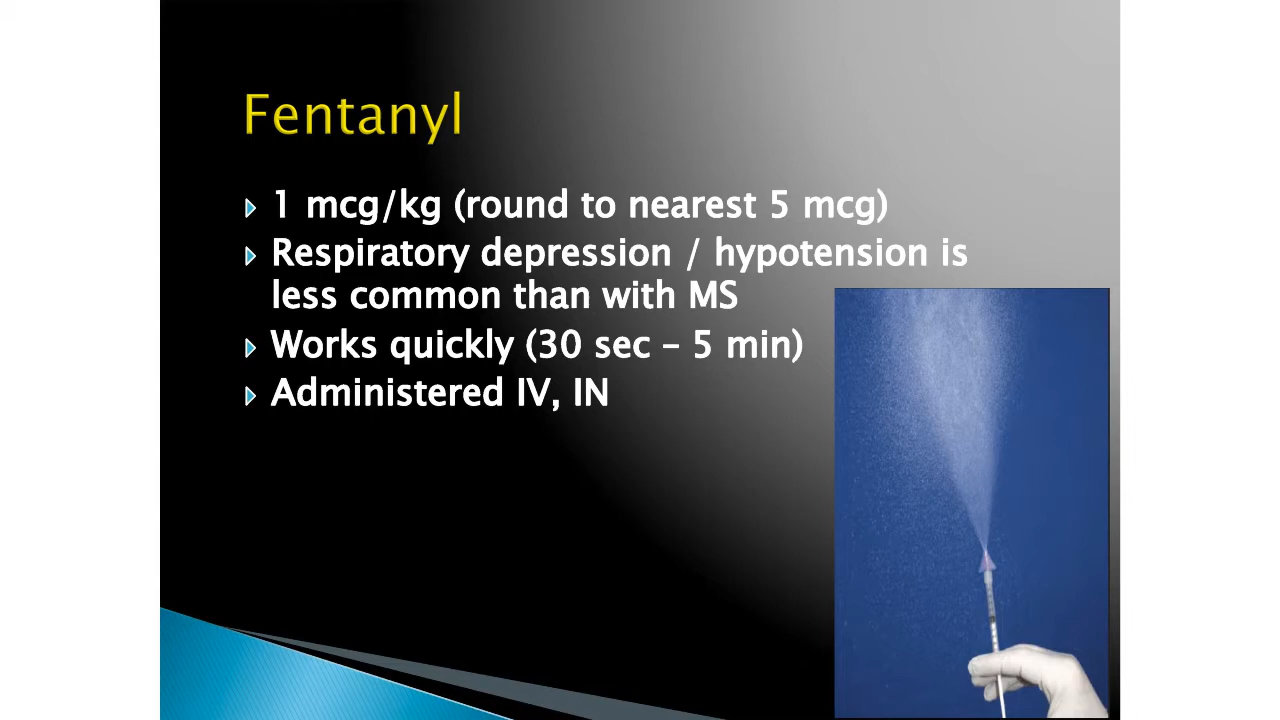 Fentanyl
1 mcg/kg (round to nearest 5 mcg)
Respiratory depression / hypotension is
less common than with MS
Works quickly (30 sec – 5 min)
Administered IV, IN